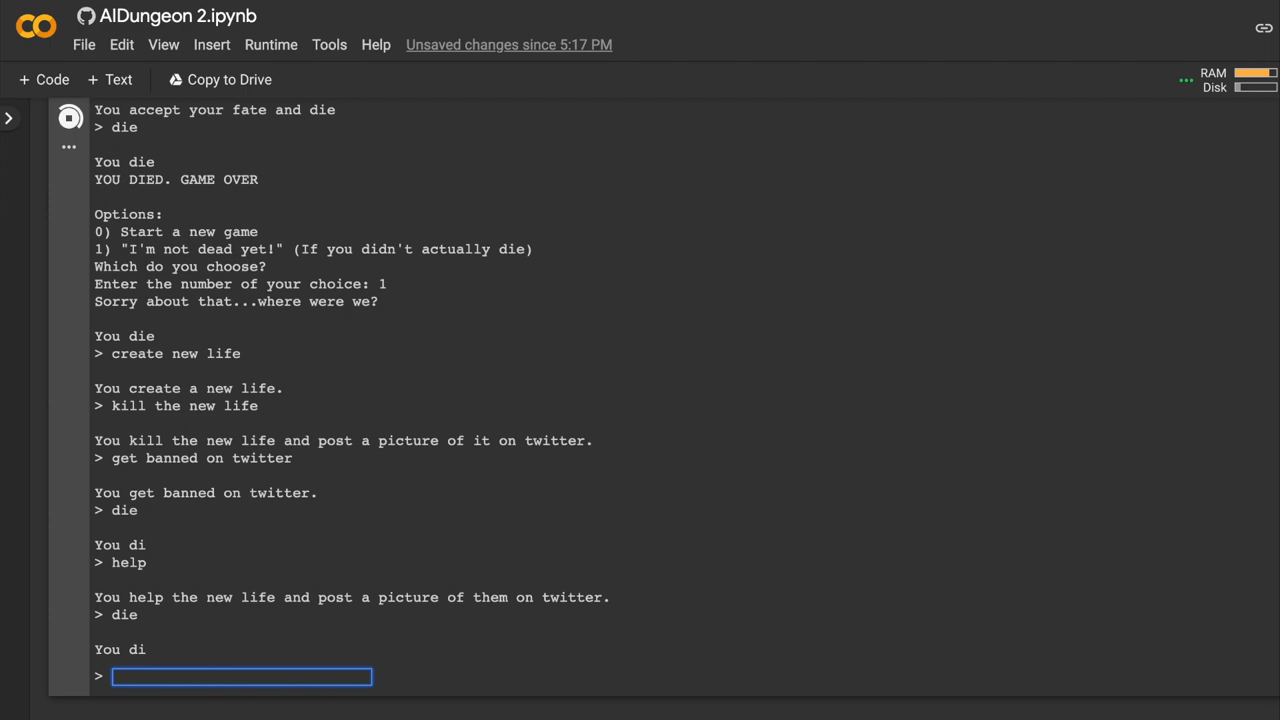 AIDungeon 2.ipynb
File Edit View Insert Runtime Tools Help Unsaved changes since 5:17 PM
+ Code + Text Copy to Drive RAM
Disk
You accept your fate and die
> die
You die
YOU DIED. GAME OVER
Options:
0) Start a new game
1) "I'm not dead yet!" (If you didn't actually die)
Which do you choose?
Enter the number of your choice: 1
Sorry about that...where were we?
You die
> create new life
You create a new life.
> kill the new life
You kill the new life and post a picture of it on twitter.
> get banned on twitter
You get banned on twitter.
> die
You di
> help
You help the new life and post a picture of them on twitter.
> die
You di
>